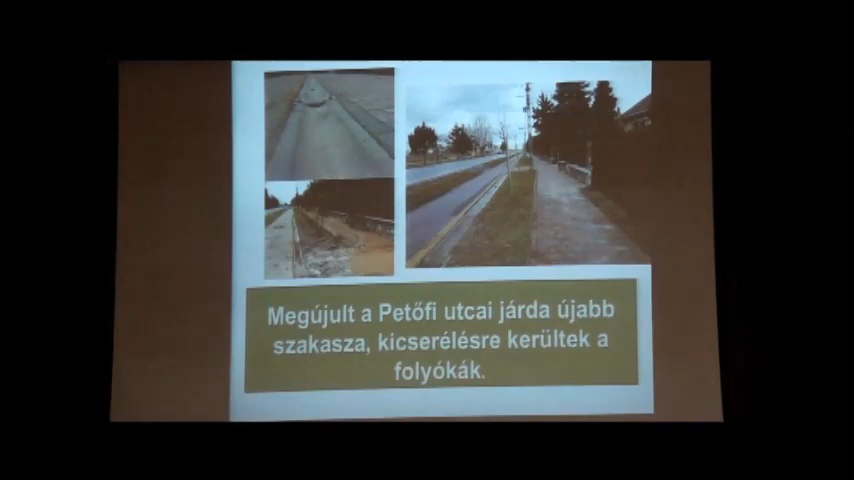 Megújult a Petőfi utcai járda újabb
szakasza, kicserélésre kerültek a
folyókák.